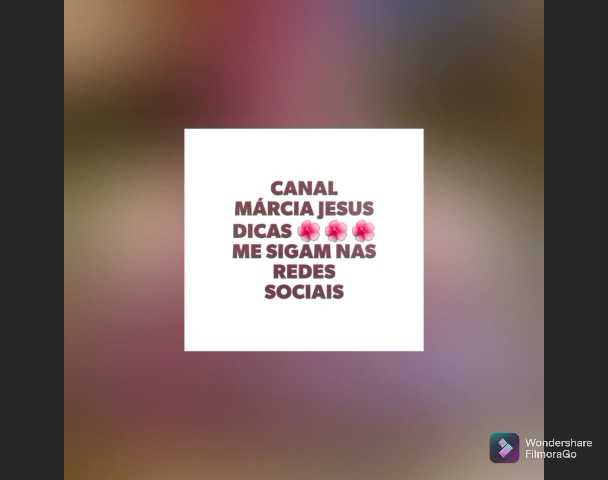 CANAL
MÁRCIA JESUS
DICAS 🌺 🌺 🌺
ME SIGAM NAS
REDES
SOCIAIS
Wondershare
FilmoraGo